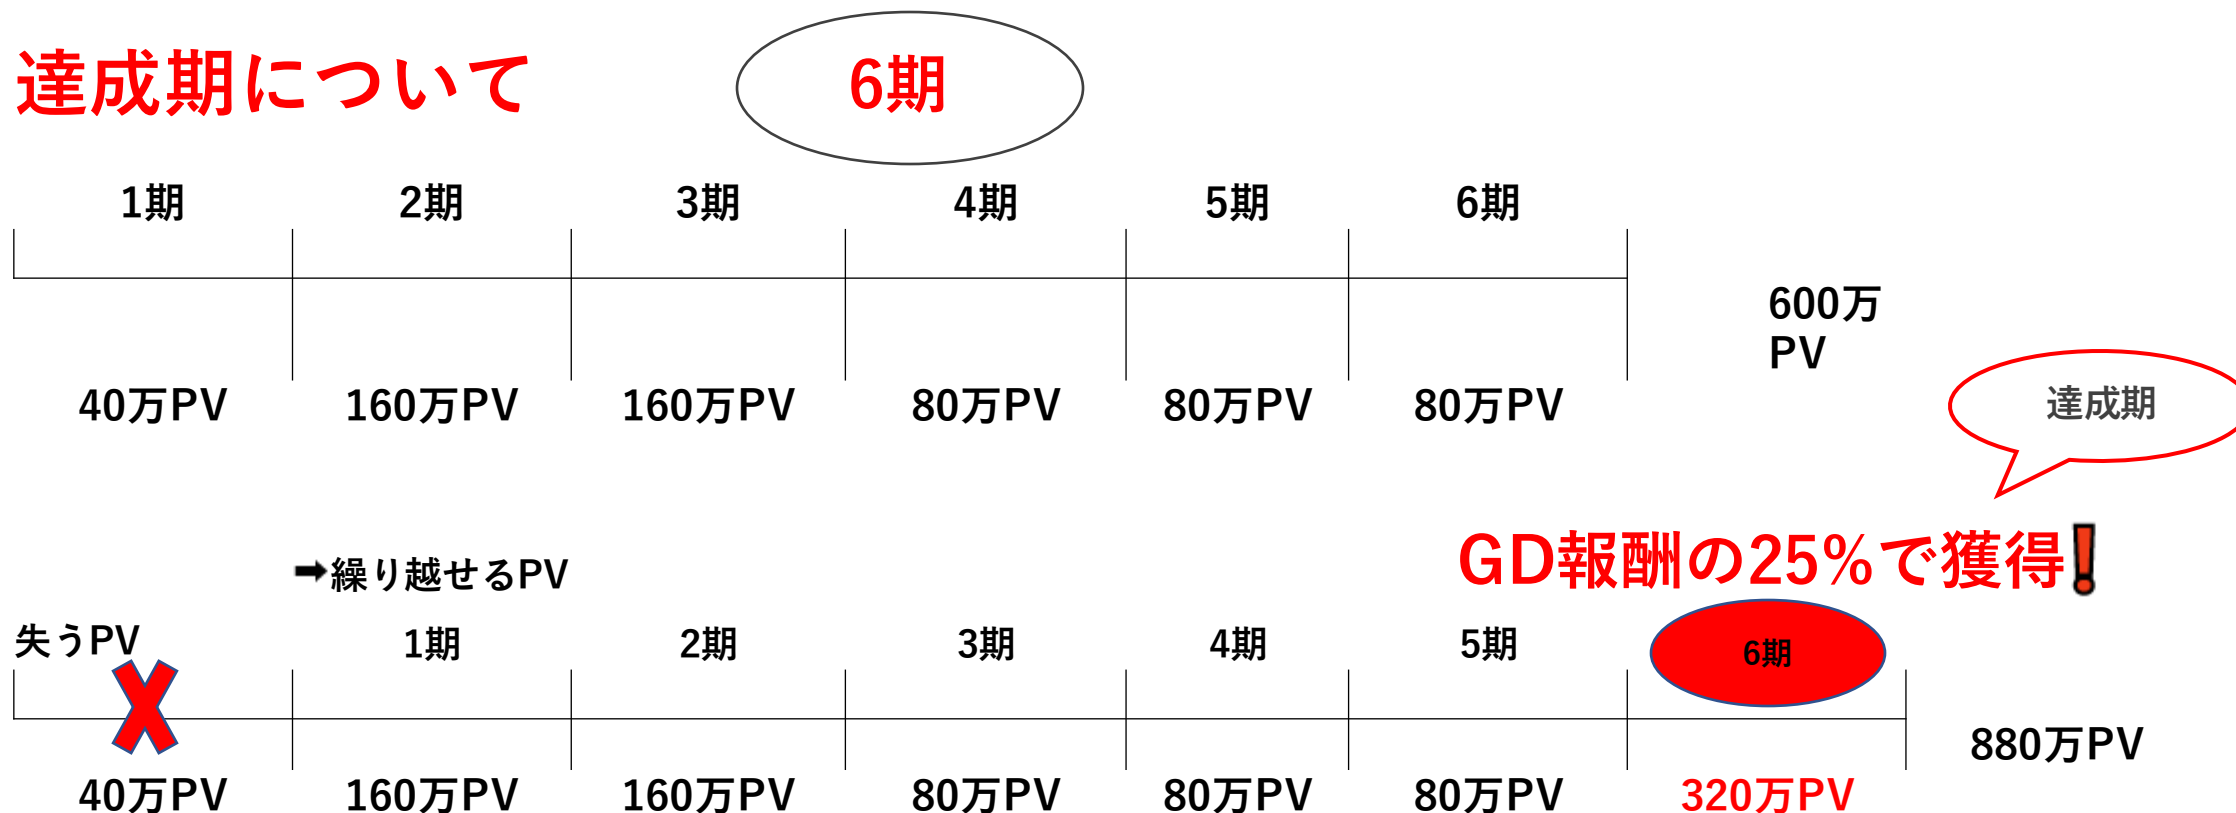 達成期について
6期
1期 2期 3期 4期 5期 6期
600万
PV
40万PV 160万PV 160万PV 80万PV 80万PV 80万PV
達成期
GD報酬の25%で獲得❗
➡繰り越せるPV
失うPV 1期 2期 3期 4期 5期 6期
880万PV
40万PV 160万PV 160万PV 80万PV 80万PV 80万PV 320万PV